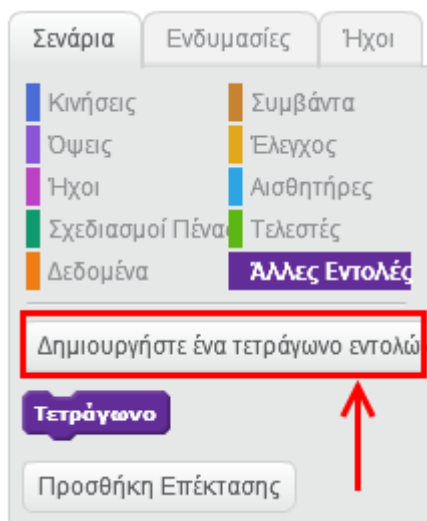 Σενάρια Ενδυμασίες Ήχοι
Κινήσεις Συμβάντα
Όψεις Έλεγχος
Ήχοι Αισθητήρες
Σχεδιασμοί Πένας Τελεστές
Δεδομένα Άλλες Εντολές
Δημιουργήστε ένα τετράγωνο εντολώ
Τετράγωνο
Προσθήκη Επέκτασης